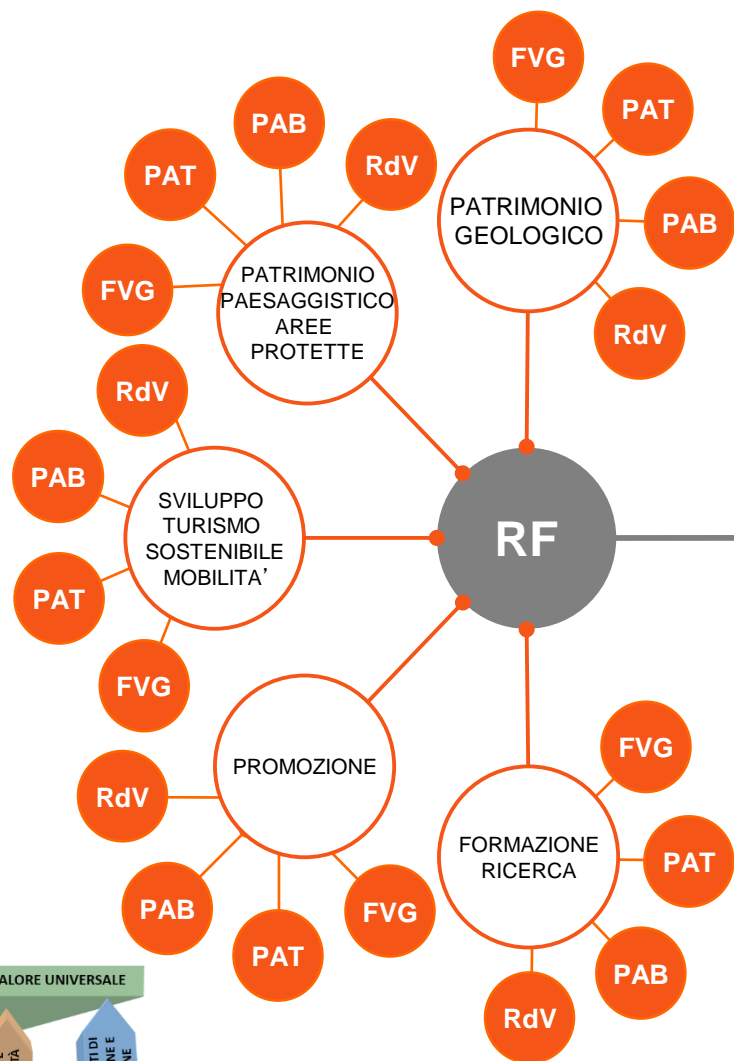 FVG
PAT
PAB
RdV
PATRIMONIO
GEOLOGICO
PAB
RdV
PAT
FVG
PATRIMONIO
PAESAGGISTICO
AREE
PROTETTE
RdV
PAB
PAT
FVG
SVILUPPO
TURISMO
SOSTENIBILE
MOBILITA’
RF
PROMOZIONE
RdV
PAB
PAT
FVG
FORMAZIONE
RICERCA
FVG
PAT
PAB
RdV
UNIVERSALE